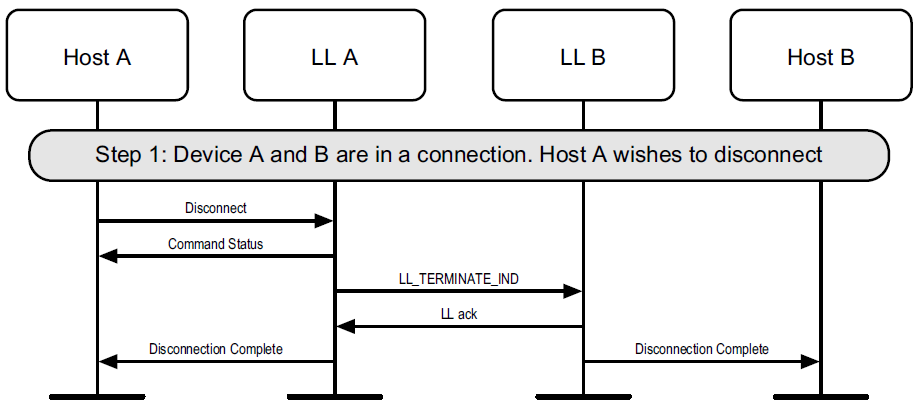 Host A
LL A
LL B
Host B
Step 1: Device A and B are in a connection. Host A wishes to disconnect
Disconnect
Command Status
LL_TERMINATE_IND
LL ack
Disconnection Complete
Disconnection Complete